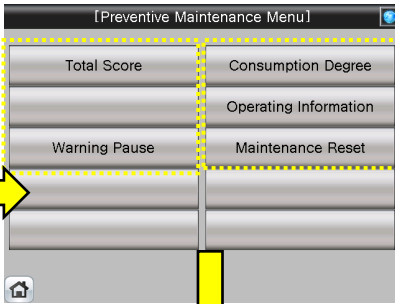 [Preventive Maintenance Menu]
Total Score
Consumption Degree
Operating Information
Warning Pause
Maintenance Reset